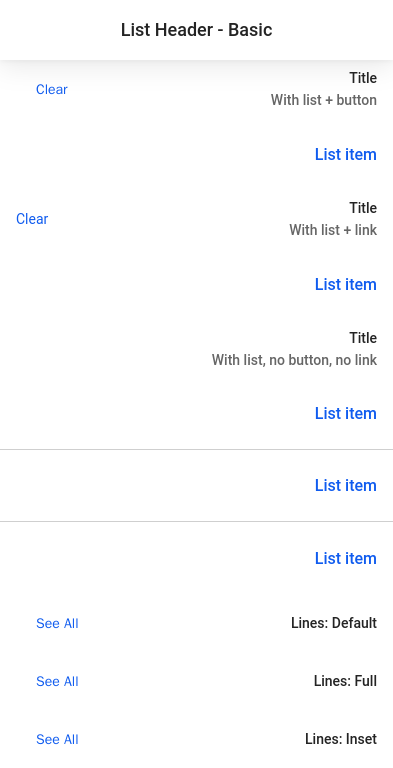 List Header - Basic
Title
With list + button
Clear
List item
Title
With list + link
Clear
List item
Title
With list, no button, no link
List item
List item
List item
Lines: Default
See All
Lines: Full
See All
Lines: Inset
See All